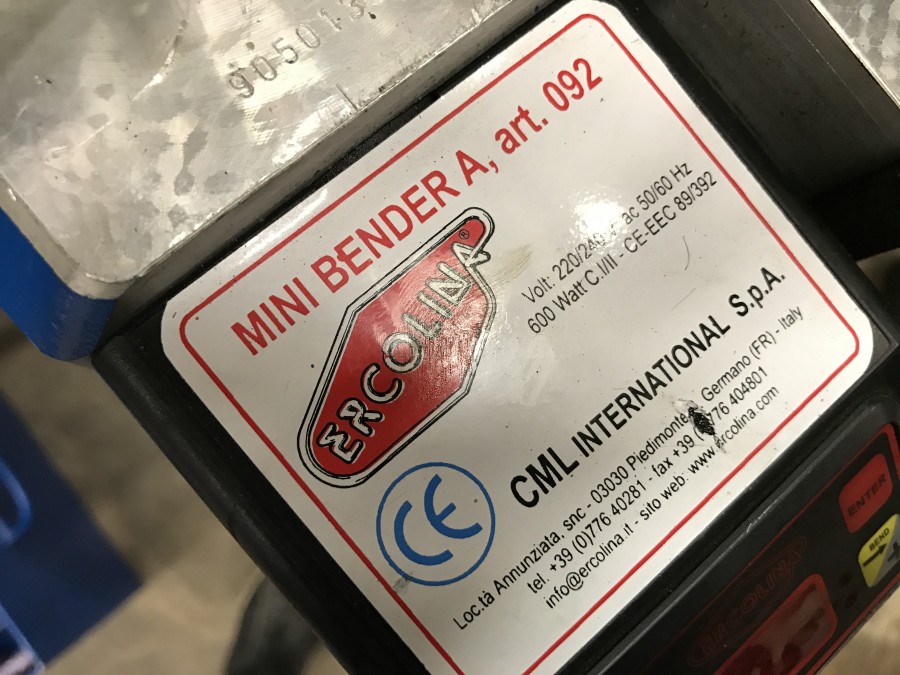 905013
MINI BENDER A, art. 092
ERCOLINA®
Volt: 220/240 ac 50/60 Hz
600 Watt C.I/II - CE-EEC 89/392
CE
CML INTERNATIONAL S.p.A.
Loc.tà Annunziata, snc - 03030 Piedimonte Germano (FR) - Italy
tel. +39 (0)776 40281 - fax +39 776 404801
info@ercolina.it - sito web: www.ercolina.com
ENTER
BEND
ERCOLINA